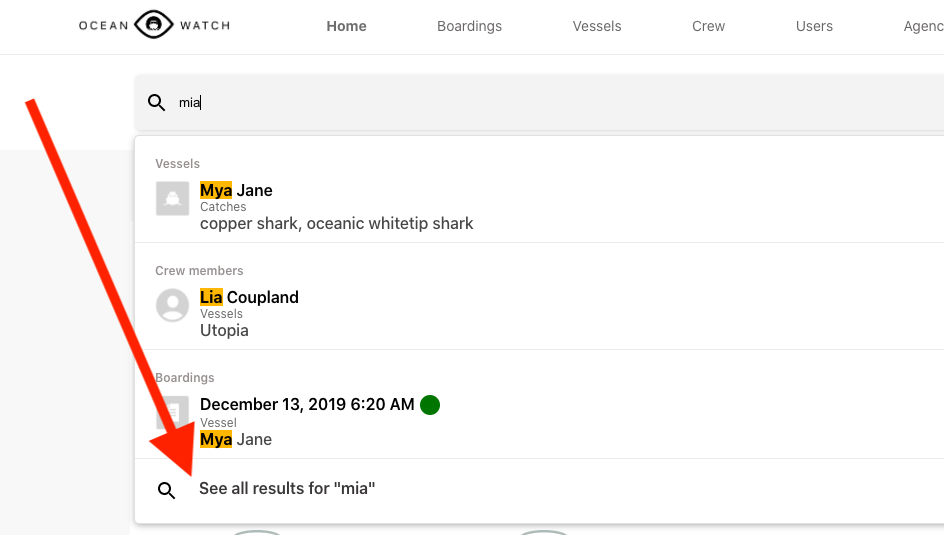 OCEAN WATCH
Home Boardings Vessels Crew Users Agenc
mia
Vessels
Mya Jane
Catches
copper shark, oceanic whitetip shark
Crew members
Lia Coupland
Vessels
Utopia
Boardings
December 13, 2019 6:20 AM
Vessel
Mya Jane
See all results for "mia"